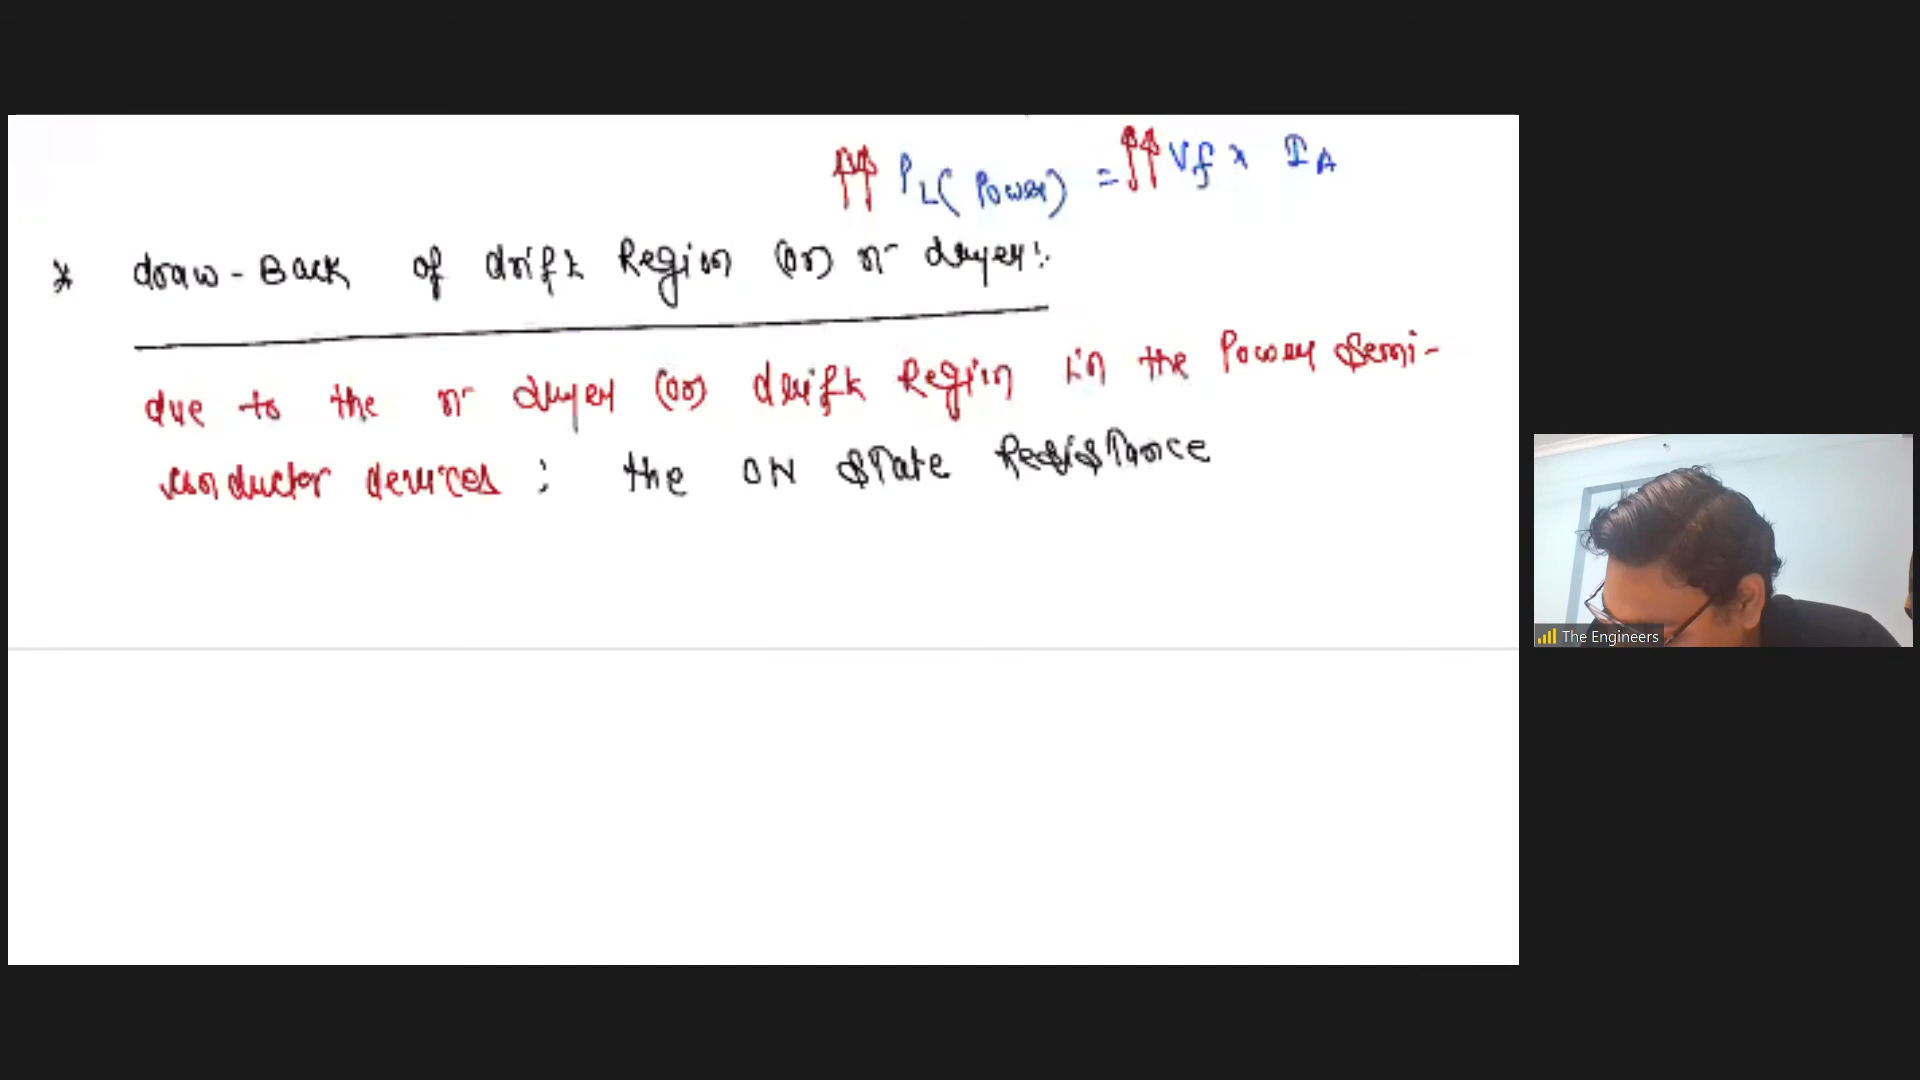 ↑↑ PL( Power) = ↑↑ Vf x IA
* draw-Back of drift Region (or) n⁻ layer:
due to the n⁻ layer (or) drift Region in the Power Semi-
conductor devices ; the ON State Resistance
The Engineers